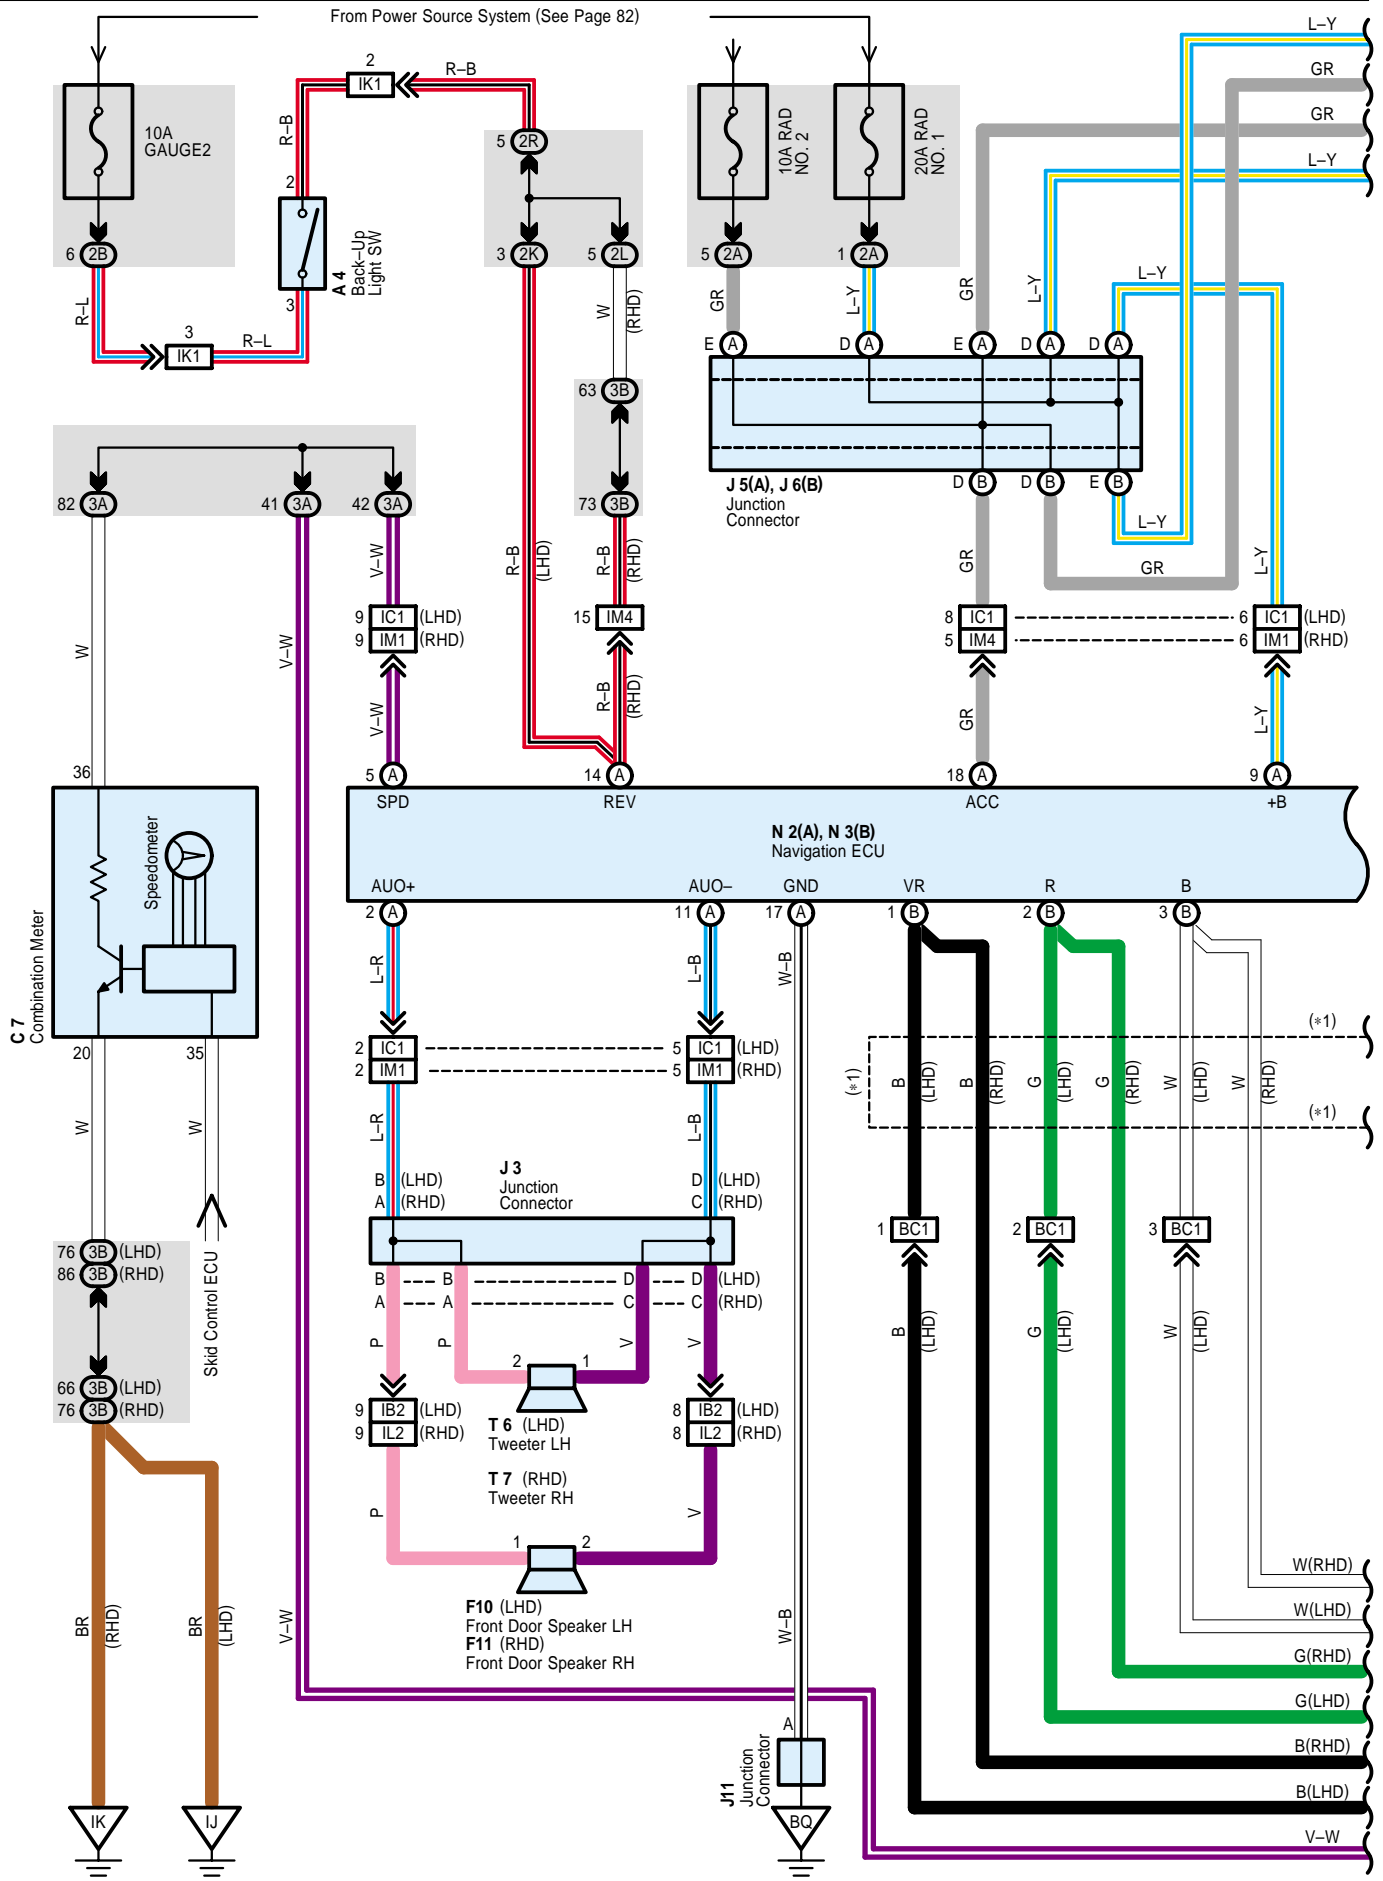 From Power Source System (See Page 82)
L–Y
GR
GR
L–Y
2
IK1
R–B
10A
GAUGE2
R–B
5 2R
10A RAD
NO. 2
20A RAD
NO. 1
2
A 4
Back–Up
Light SW
3
6 2B
3 2K
5 2L
5 2A
1 2A
R–L
3
IK1
R–L
W
(RHD)
GR
L–Y
GR
L–Y
L–Y
E A
D A
E A
D A
D A
63 3B
73 3B
82 3A
41 3A
42 3A
J 5(A), J 6(B)
Junction
Connector
D B
D B
E B
L–Y
GR
V–W
R–B
(LHD)
R–B
(RHD)
GR
L–Y
9 IC1 (LHD)
9 IM1 (RHD)
15 IM4
8 IC1
5 IM4
6 IC1 (LHD)
6 IM1 (RHD)
W
V–W
V–W
R–B
(RHD)
GR
L–Y
36
5 A
14 A
18 A
9 A
SPD
REV
ACC
+B
N 2(A), N 3(B)
Navigation ECU
Speedometer
C 7
Combination Meter
AUO+
AUO–
GND
VR
R
B
2 A
11 A
17 A
1 B
2 B
3 B
L–R
L–B
W–B
20
35
2 IC1
2 IM1
5 IC1 (LHD)
5 IM1 (RHD)
(*1)
(*1)
(*1)
B
(LHD)
B
(RHD)
G
(LHD)
G
(RHD)
W
(LHD)
W
(RHD)
W
W
L–R
L–B
J 3
Junction
Connector
B (LHD)
A (RHD)
D (LHD)
C (RHD)
1 BC1
2 BC1
3 BC1
76 3B (LHD)
86 3B (RHD)
Skid Control ECU
B B D D (LHD)
A A C C (RHD)
P
P
V
V
B
(LHD)
G
(LHD)
W
(LHD)
2
1
66 3B (LHD)
76 3B (RHD)
9 IB2 (LHD)
9 IL2 (RHD)
8 IB2 (LHD)
8 IL2 (RHD)
T 6 (LHD)
Tweeter LH
T 7 (RHD)
Tweeter RH
P
V
1
2
F10 (LHD)
Front Door Speaker LH
F11 (RHD)
Front Door Speaker RH
BR
(RHD)
BR
(LHD)
V–W
W–B
W(RHD)
W(LHD)
G(RHD)
G(LHD)
B(RHD)
B(LHD)
V–W
A
J11
Junction
Connector
IK
IJ
BQ